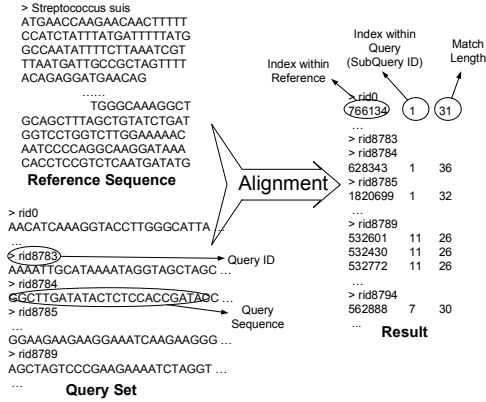 > Streptococcus suis
ATGAACCAAGAACAACTTTTT
CCATCTATTTATGATTTTTATG
GCCAATATTTTCTTAAATCGT
TTAATGATTGCCGCTAGTTTT
ACAGAGGATGAACAG
......
TGGGCAAAGGCT
GCAGCTTTAGCTGTATCTGAT
GGTCCTGGTCTTGGAAAAAC
AATCCCCAGGCAAGGATAAA
CACCTCCGTCTCAATGATATG
Reference Sequence
> rid0
AACATCAAAGGTACCTTGGGCATTA ...
...
> rid8783
AAAATTGCATAAAATAGGTAGCTAGC ...
> rid8784
GGCTTGATATACTCTCCACCGATACC ...
> rid8785
...
GGAAGAAGAAGGAAATCAAGAAGGG ...
> rid8789
AGCTAGTCCCGAAGAAAATCTAGGT ...
...
Query Set
Query ID
Query
Sequence
Alignment
Index within
Reference
Index within
Query
(SubQuery ID)
Match
Length
> rid0
766134 1 31
...
> rid8783
> rid8784
628343 1 36
> rid8785
1820699 1 32
...
> rid8789
532601 11 26
532430 11 26
532772 11 26
...
> rid8794
562888 7 30
...
Result